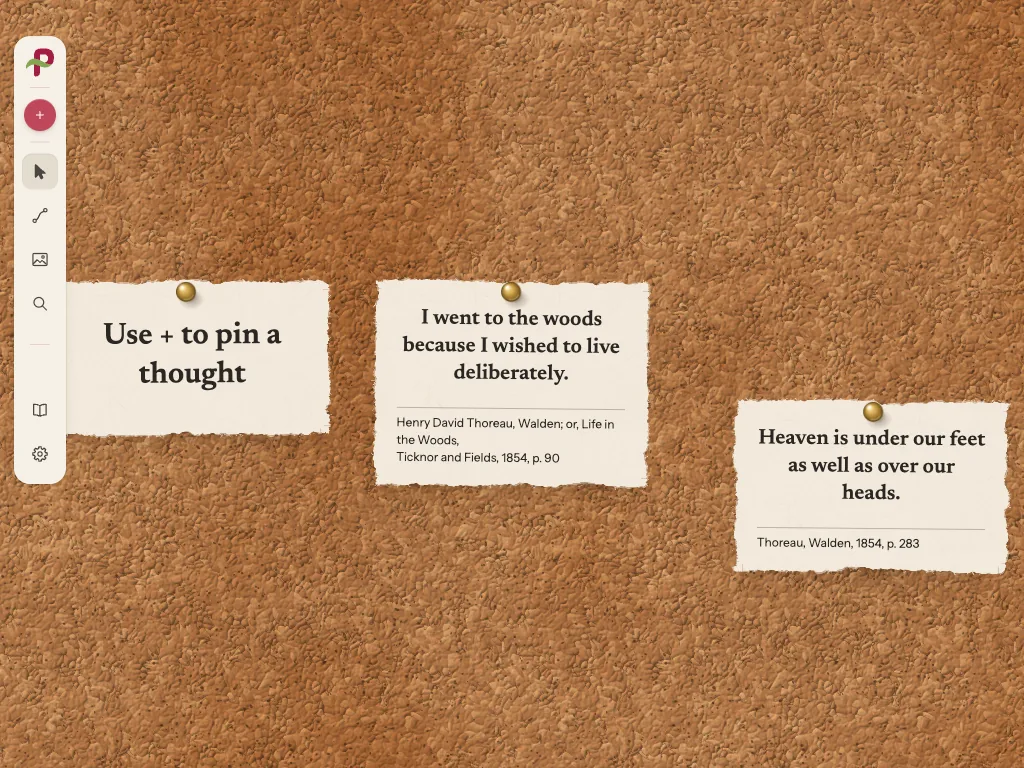 Use + to pin a
thought
I went to the woods
because I wished to live
deliberately.
Henry David Thoreau, Walden; or, Life in
the Woods,
Ticknor and Fields, 1854, p. 90
Heaven is under our feet
as well as over our
heads.
Thoreau, Walden, 1854, p. 283